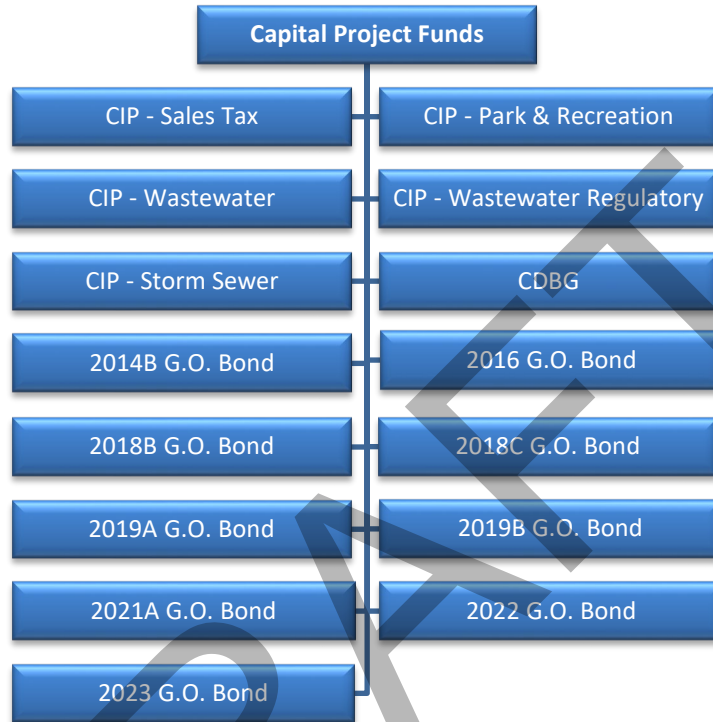 Capital Project Funds
CIP - Sales Tax
CIP - Park & Recreation
CIP - Wastewater
CIP - Wastewater Regulatory
CIP - Storm Sewer
CDBG
2014B G.O. Bond
2016 G.O. Bond
2018B G.O. Bond
2018C G.O. Bond
2019A G.O. Bond
2019B G.O. Bond
2021A G.O. Bond
2022 G.O. Bond
2023 G.O. Bond
DRAFT